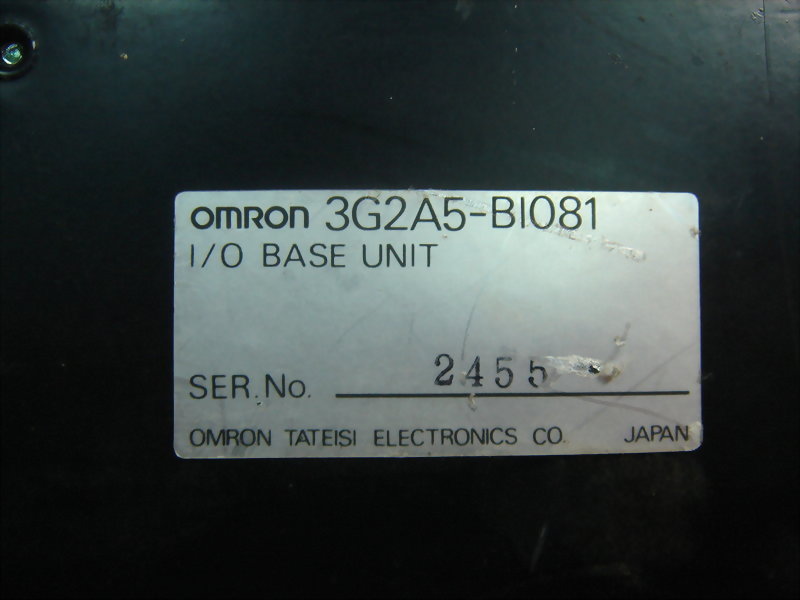 omron 3G2A5-BI081
I/O BASE UNIT
SER.No. 2455
OMRON TATEISI ELECTRONICS CO. JAPAN